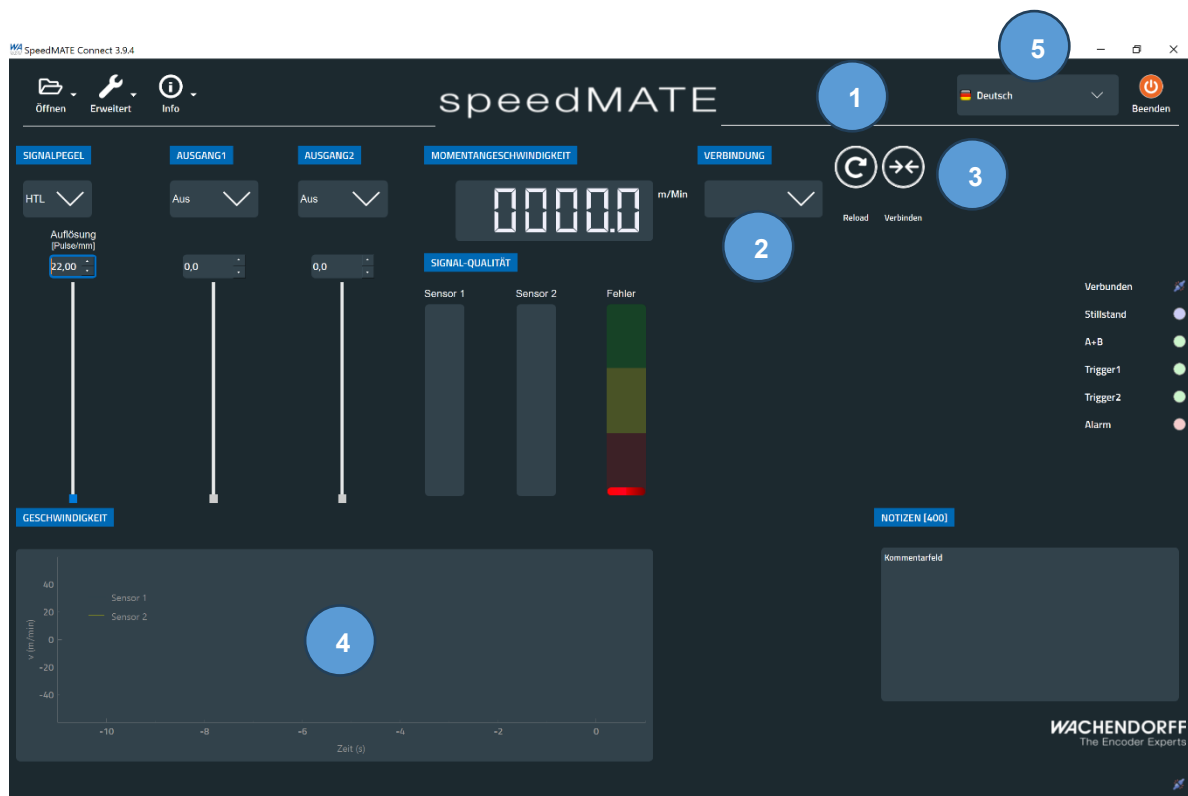 WA SpeedMATE Connect 3.9.4
5
Öffnen
Erweitert
Info
speedMATE
1
Deutsch
Beenden
SIGNALPEGEL
AUSGANG1
AUSGANG2
MOMENTANGESCHWINDIGKEIT
VERBINDUNG
HTL
Aus
Aus
0000.0
m/Min
3
Reload
Verbinden
2
Auflösung
[Pulse/mm]
22,00
0,0
0,0
SIGNAL-QUALITÄT
Sensor 1
Sensor 2
Fehler
Verbunden
Stillstand
A+B
Trigger1
Trigger2
Alarm
GESCHWINDIGKEIT
NOTIZEN [400]
Kommentarfeld
40
20
0
-20
-40
v (m/min)
Sensor 1
Sensor 2
4
-10
-8
-6
-4
-2
0
Zeit (s)
WACHENDORFF
The Encoder Experts